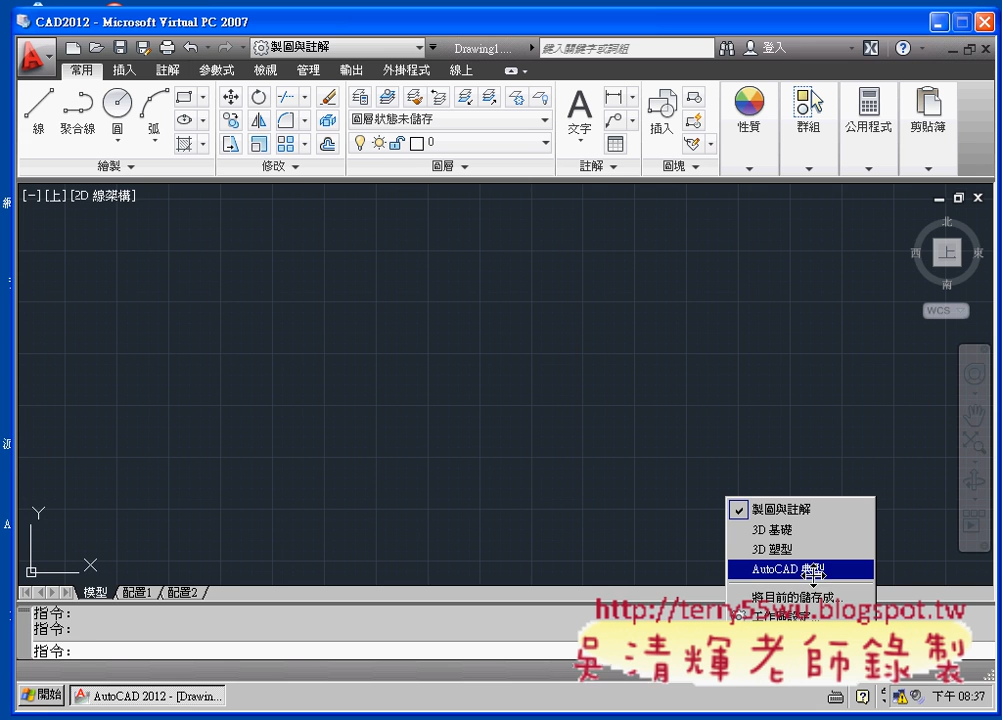 CAD2012 - Microsoft Virtual PC 2007
製圖與註解
Drawing1....
鍵入關鍵字或詞組
登入
常用 插入 註解 參數式 檢視 管理 輸出 外掛程式 線上
線 聚合線 圓 弧
圖層狀態未儲存
0
文字
插入
性質
群組
公用程式
剪貼簿
繪製 修改 圖層 註解 圖塊
[−] [上] [2D 線架構]
北
西 上 東
南
WCS
Y
X
製圖與註解
3D 基礎
3D 塑型
AutoCAD 典型
將目前的儲存成...
工作區設定...
模型 配置1 配置2
指令:
指令:
指令:
http://terry55wu.blogspot.tw
吳清輝老師錄製
開始
AutoCAD 2012 - [Drawin...
下午 08:37